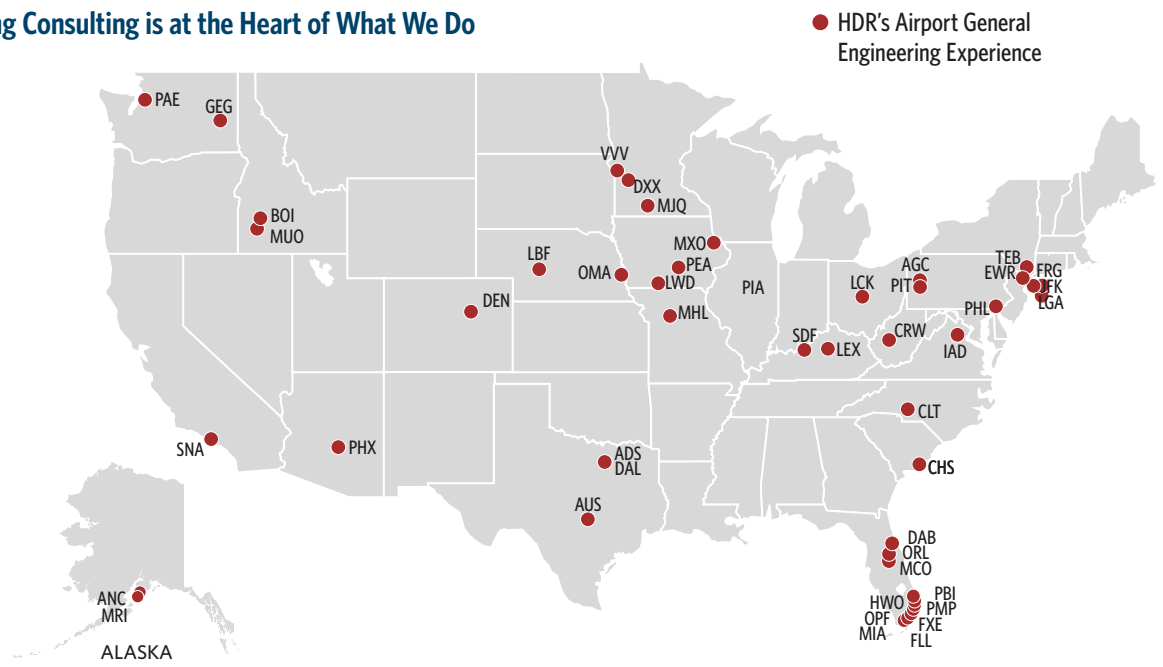 ng Consulting is at the Heart of What We Do
HDR's Airport General
Engineering Experience
PAE
GEG
VVV
DXX
MJQ
BOI
MUO
MXO
LBF
OMA
PEA
LWD
PIA
DEN
MHL
LCK
AGC
PIT
TEB
EWR
FRG
JFK
LGA
PHL
SDF
LEX
CRW
IAD
CLT
SNA
PHX
ADS
DAL
CHS
AUS
DAB
ORL
MCO
ANC
MRI
HWO
PBI
OPF
PMP
MIA
FXE
FLL
ALASKA